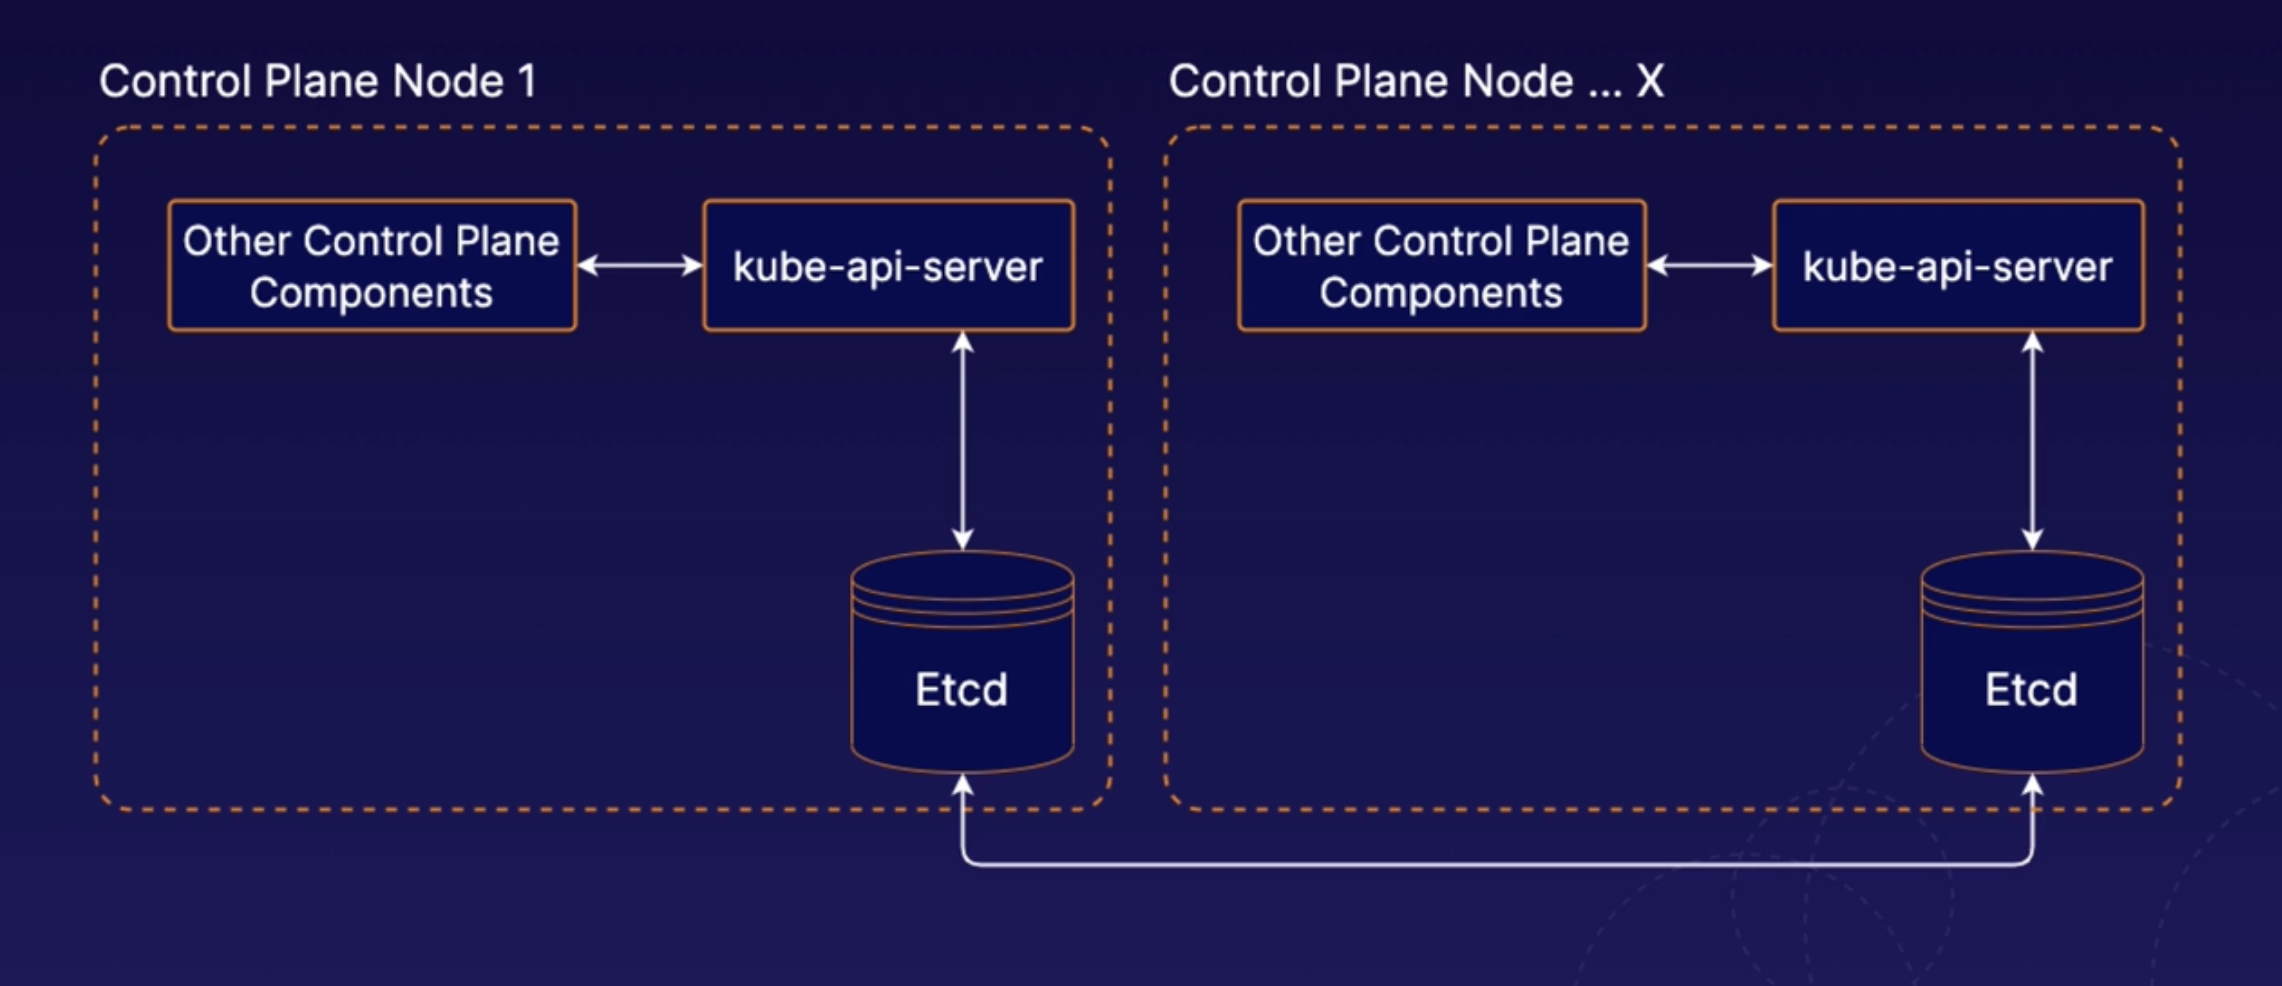 Control Plane Node 1
Other Control Plane
Components
kube-api-server
Etcd
Control Plane Node ... X
Other Control Plane
Components
kube-api-server
Etcd